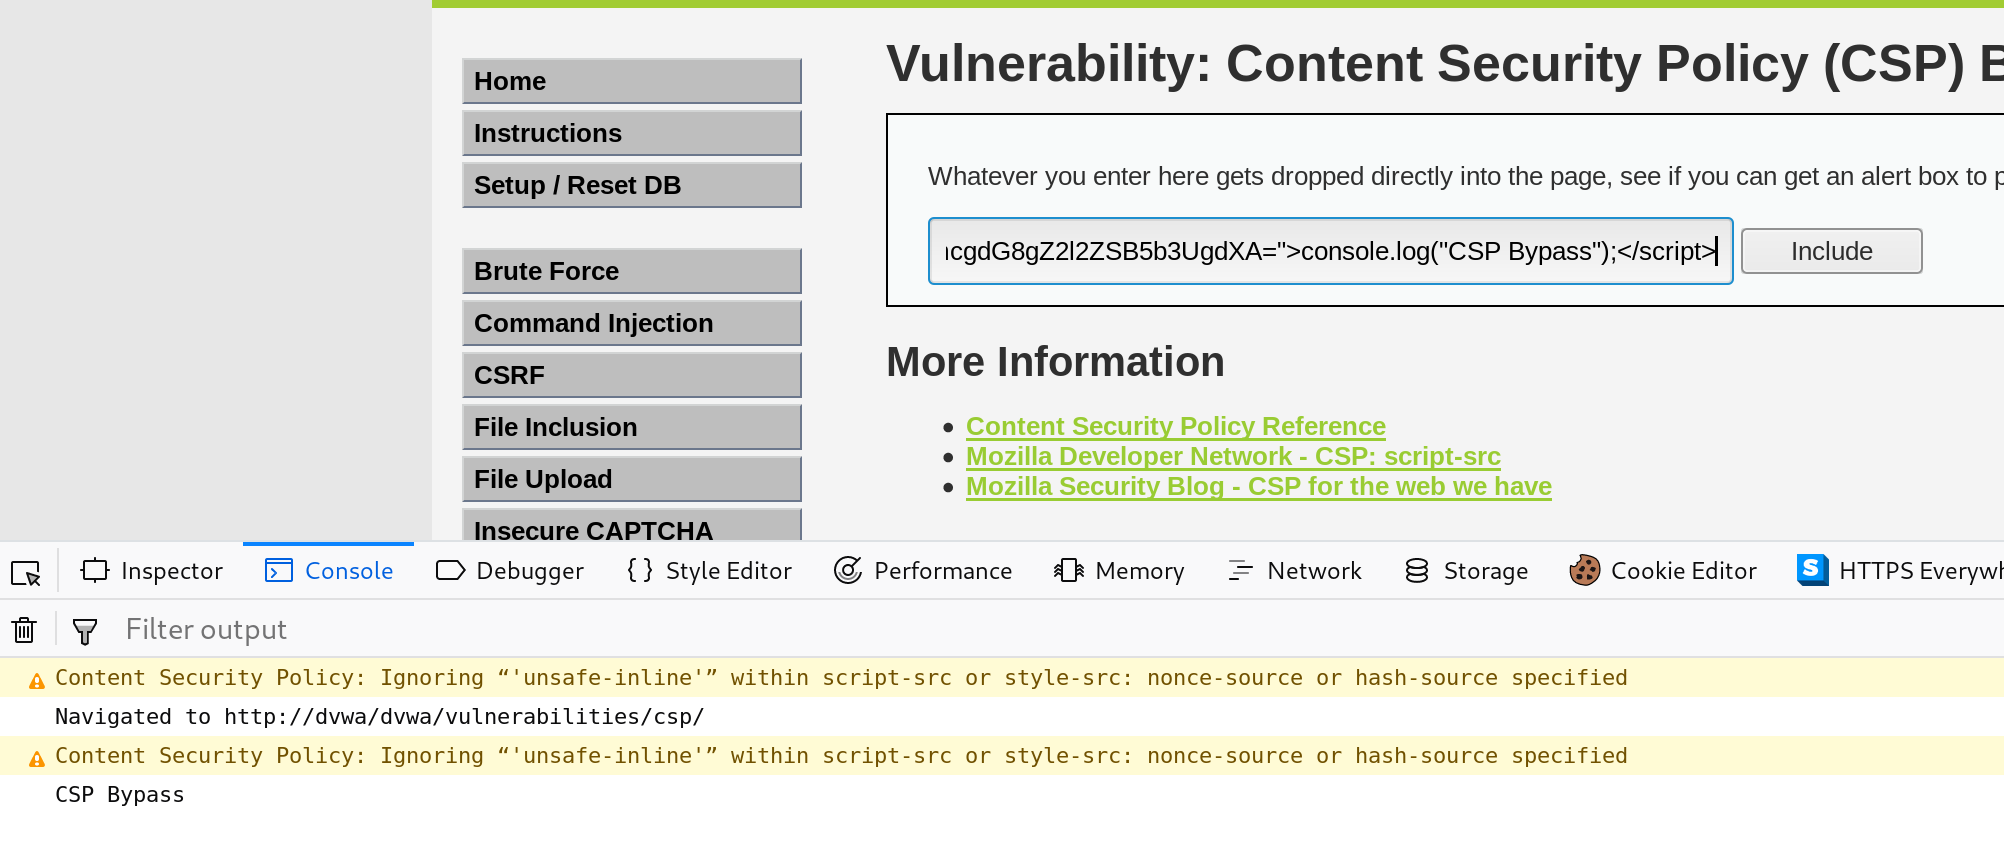 Vulnerability: Content Security Policy (CSP)
Home
Instructions
Setup / Reset DB
Brute Force
Command Injection
CSRF
File Inclusion
File Upload
Insecure CAPTCHA
Whatever you enter here gets dropped directly into the page, see if you can get an alert box to
cgdG8gZ2l2ZSB5b3UgdXA=">console.log("CSP Bypass");</script>
Include
More Information
Content Security Policy Reference
Mozilla Developer Network - CSP: script-src
Mozilla Security Blog - CSP for the web we have
Inspector
Console
Debugger
Style Editor
Performance
Memory
Network
Storage
Cookie Editor
HTTPS Everywh
Filter output
Content Security Policy: Ignoring “'unsafe-inline'” within script-src or style-src: nonce-source or hash-source specified
Navigated to http://dvwa/dvwa/vulnerabilities/csp/
Content Security Policy: Ignoring “'unsafe-inline'” within script-src or style-src: nonce-source or hash-source specified
CSP Bypass